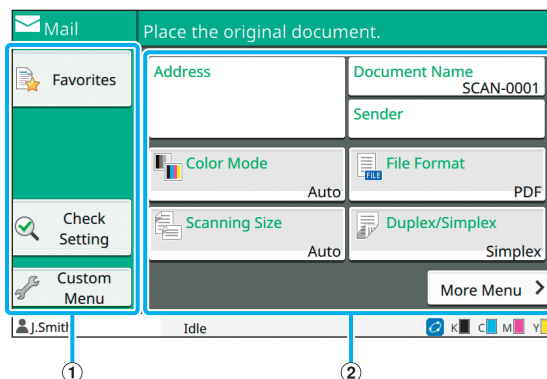 Mail
Place the original document.
Favorites
Check
Setting
Custom
Menu
Address
Document Name
SCAN-0001
Sender
Color Mode
Auto
File Format
FILE
PDF
Scanning Size
Auto
Duplex/Simplex
Simplex
More Menu
J.Smith
Idle
K C M Y
① ②